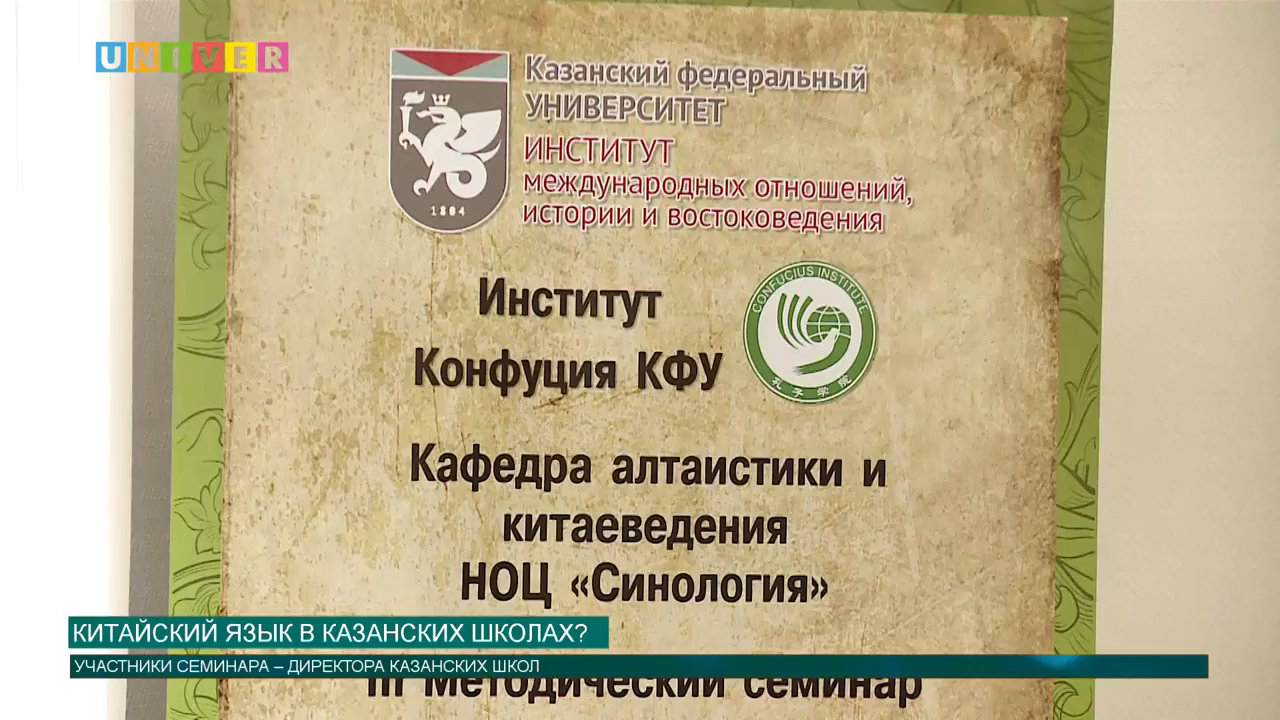 UNIVER
Казанский федеральный
УНИВЕРСИТЕТ
ИНСТИТУТ
международных отношений,
истории и востоковедения
1804
CONFUCIUS INSTITUTE
孔子学院
Институт
Конфуция КФУ
Кафедра алтаистики и
китаеведения
НОЦ «Синология»
КИТАЙСКИЙ ЯЗЫК В КАЗАНСКИХ ШКОЛАХ?
УЧАСТНИКИ СЕМИНАРА – ДИРЕКТОРА КАЗАНСКИХ ШКОЛ
III Методический семинар